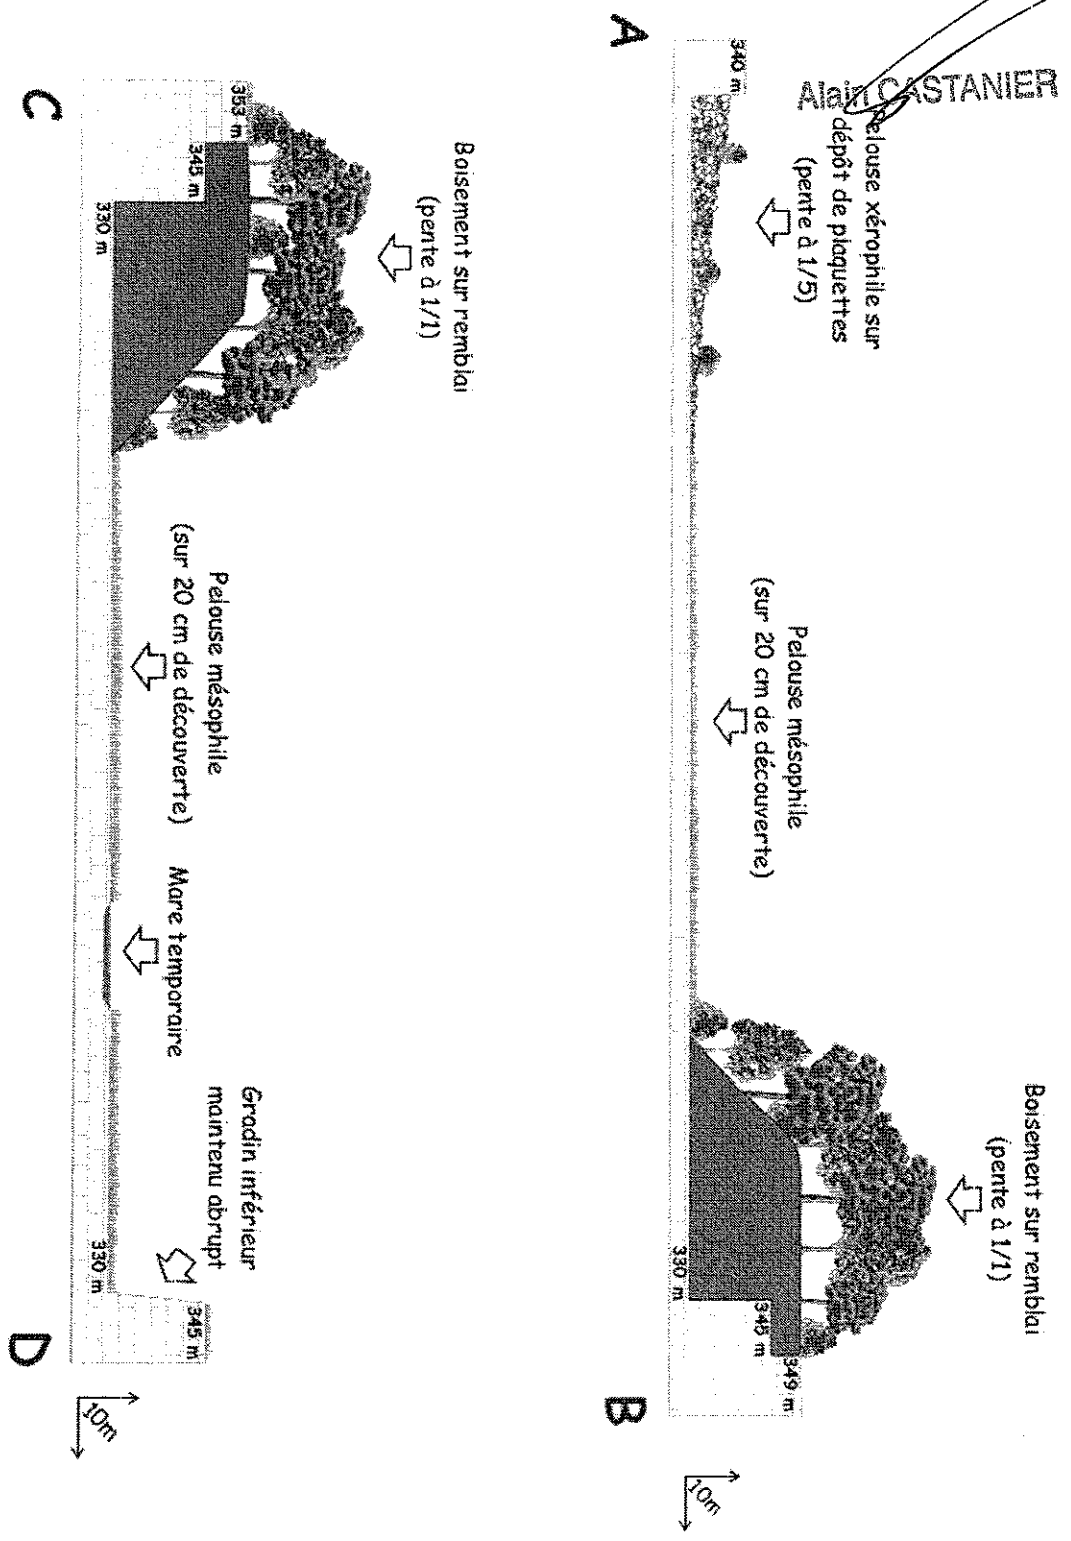 Alain CASTANIER
elouse xérophile sur
dépôt de plaquettes
(pente à 1/5)
Pelouse mésophile
(sur 20 cm de découverte)
Boisement sur remblai
(pente à 1/1)
340 m
330 m
345 m
349 m
A
B
10m
Boisement sur remblai
(pente à 1/1)
Pelouse mésophile
(sur 20 cm de découverte)
Mare temporaire
Gradin inférieur
maintenu abrupt
353 m
345 m
330 m
330 m
345 m
C
D
10m